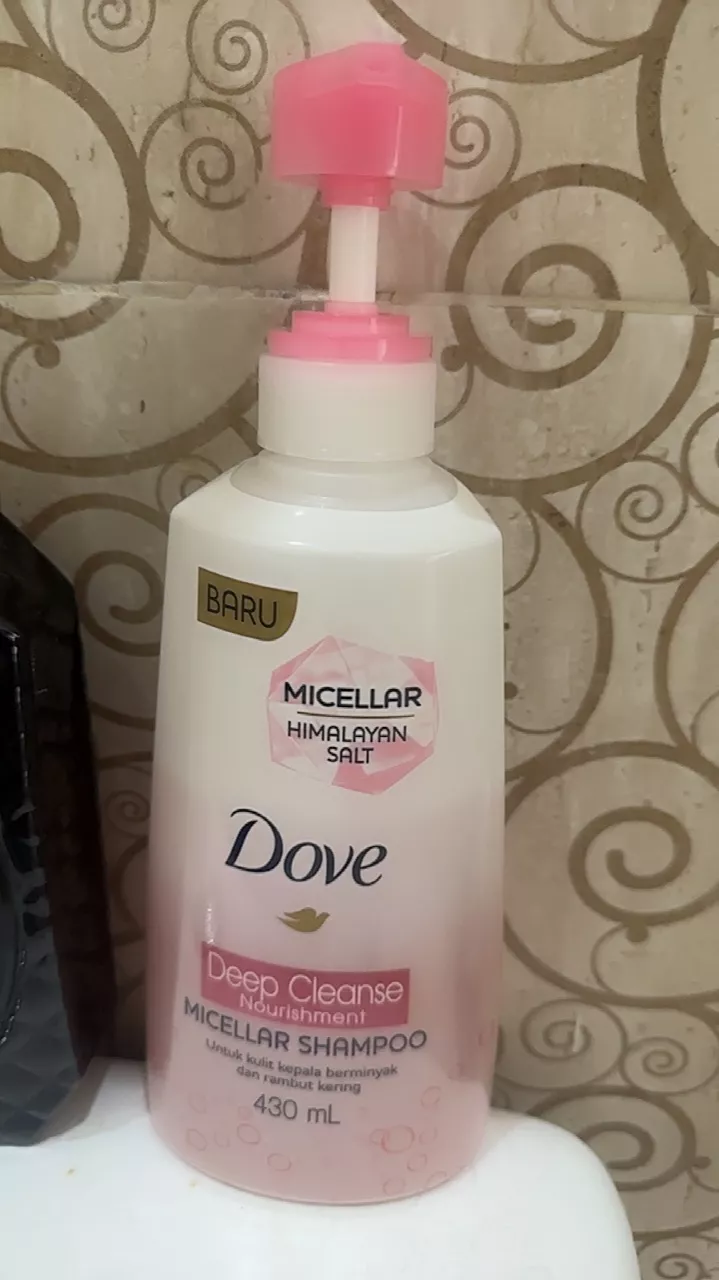 BARU
MICELLAR
HIMALAYAN
SALT
Dove
Deep Cleanse
Nourishment
MICELLAR SHAMPOO
Untuk kulit kepala berminyak
dan rambut kering
430 mL